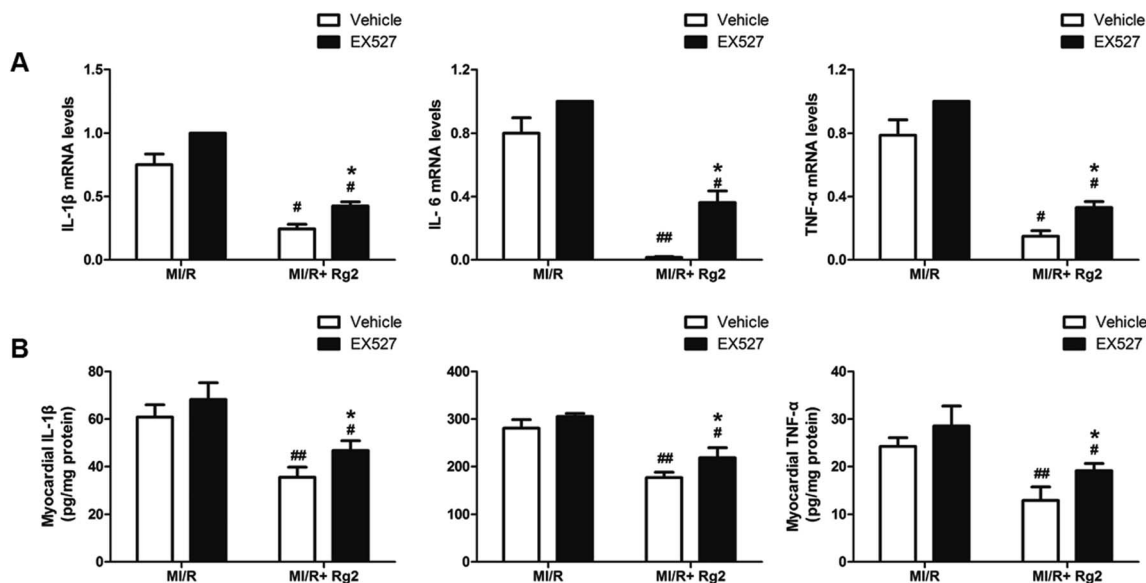 A
Vehicle
EX527
IL-1β mRNA levels
1.5
1.0
0.5
0.0
#
*
#
MI/R
MI/R+ Rg2
Vehicle
EX527
IL- 6 mRNA levels
1.2
0.8
0.4
0.0
##
*
#
MI/R
MI/R+ Rg2
Vehicle
EX527
TNF-α mRNA levels
1.2
0.8
0.4
0.0
#
*
#
MI/R
MI/R+ Rg2
B
Vehicle
EX527
Myocardial IL-1β
(pg/mg protein)
80
60
40
20
0
##
*
#
MI/R
MI/R+ Rg2
Vehicle
EX527
400
300
200
100
0
##
*
#
MI/R
MI/R+ Rg2
Vehicle
EX527
Myocardial TNF-α
(pg/mg protein)
40
30
20
10
0
##
*
#
MI/R
MI/R+ Rg2